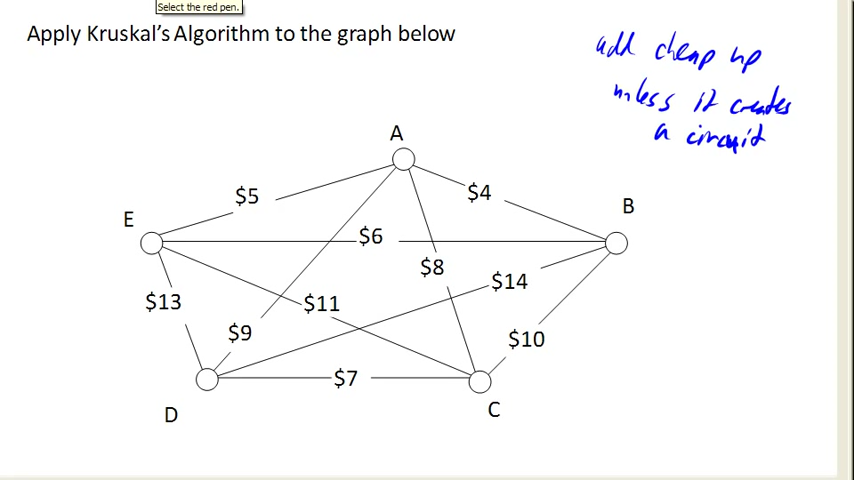 Select the red pen.
Apply Kruskal's Algorithm to the graph below
add cheap up
unless it creates
a circuit
A
$5
$4
E
B
$6
$8
$14
$13
$11
$9
$10
$7
D
C